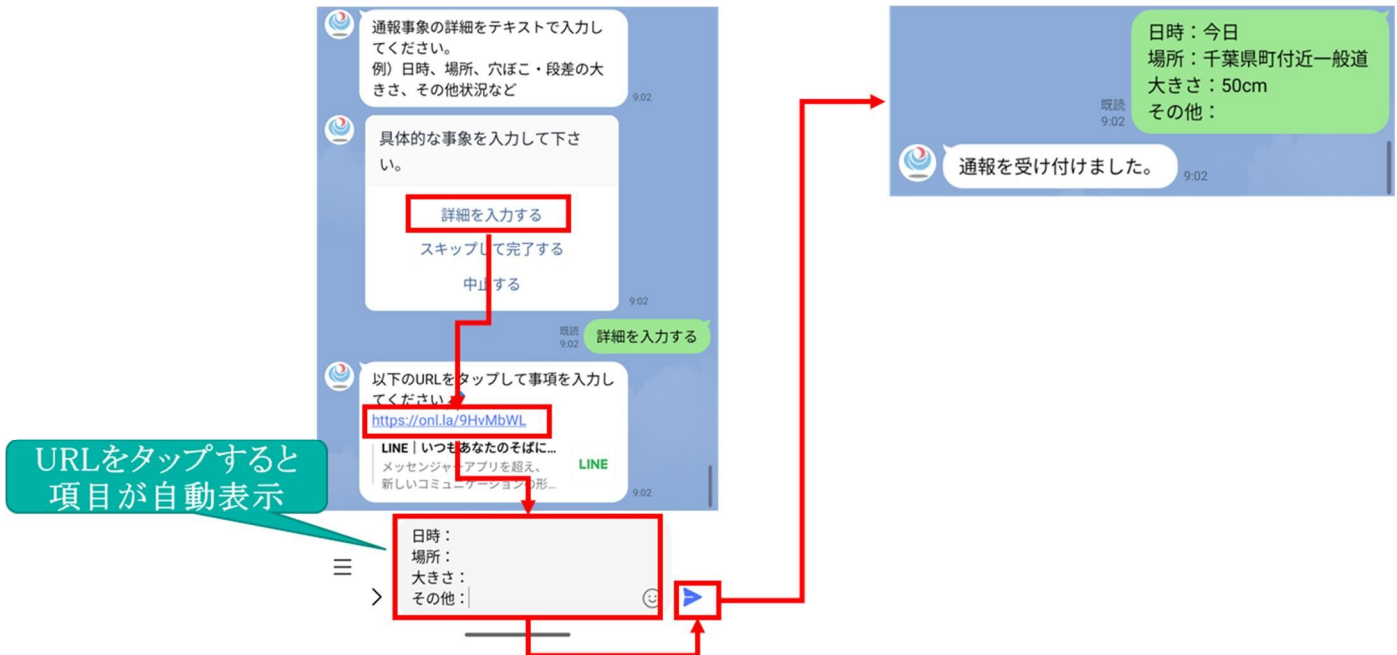 通報事象の詳細をテキストで入力し
てください。
例）日時、場所、穴ぼこ・段差の大
きさ、その他状況など
9:02
具体的な事象を入力して下さ
い。
詳細を入力する
スキップして完了する
中止する
9:02
既読
9:02
詳細を入力する
以下のURLをタップして事項を入力し
てください
https://onl.la/9HvMbWL
LINE｜いつもあなたのそばに...
メッセンジャーアプリを超え、
新しいコミュニケーションの形...
LINE
9:02
URLをタップすると
項目が自動表示
日時：
場所：
大きさ：
その他：
日時：今日
場所：千葉県町付近一般道
大きさ：50cm
その他：
既読
9:02
通報を受け付けました。
9:02